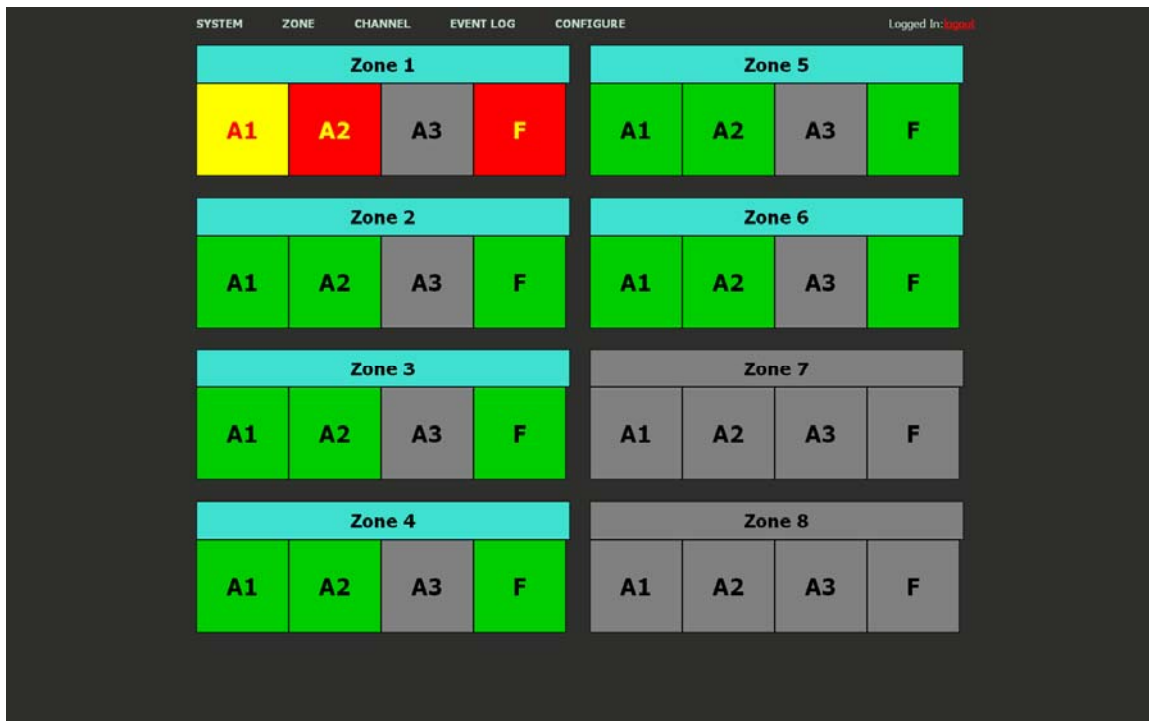 SYSTEM ZONE CHANNEL EVENT LOG CONFIGURE Logged In:logout
Zone 1 Zone 5
A1 A2 A3 F A1 A2 A3 F
Zone 2 Zone 6
A1 A2 A3 F A1 A2 A3 F
Zone 3 Zone 7
A1 A2 A3 F A1 A2 A3 F
Zone 4 Zone 8
A1 A2 A3 F A1 A2 A3 F